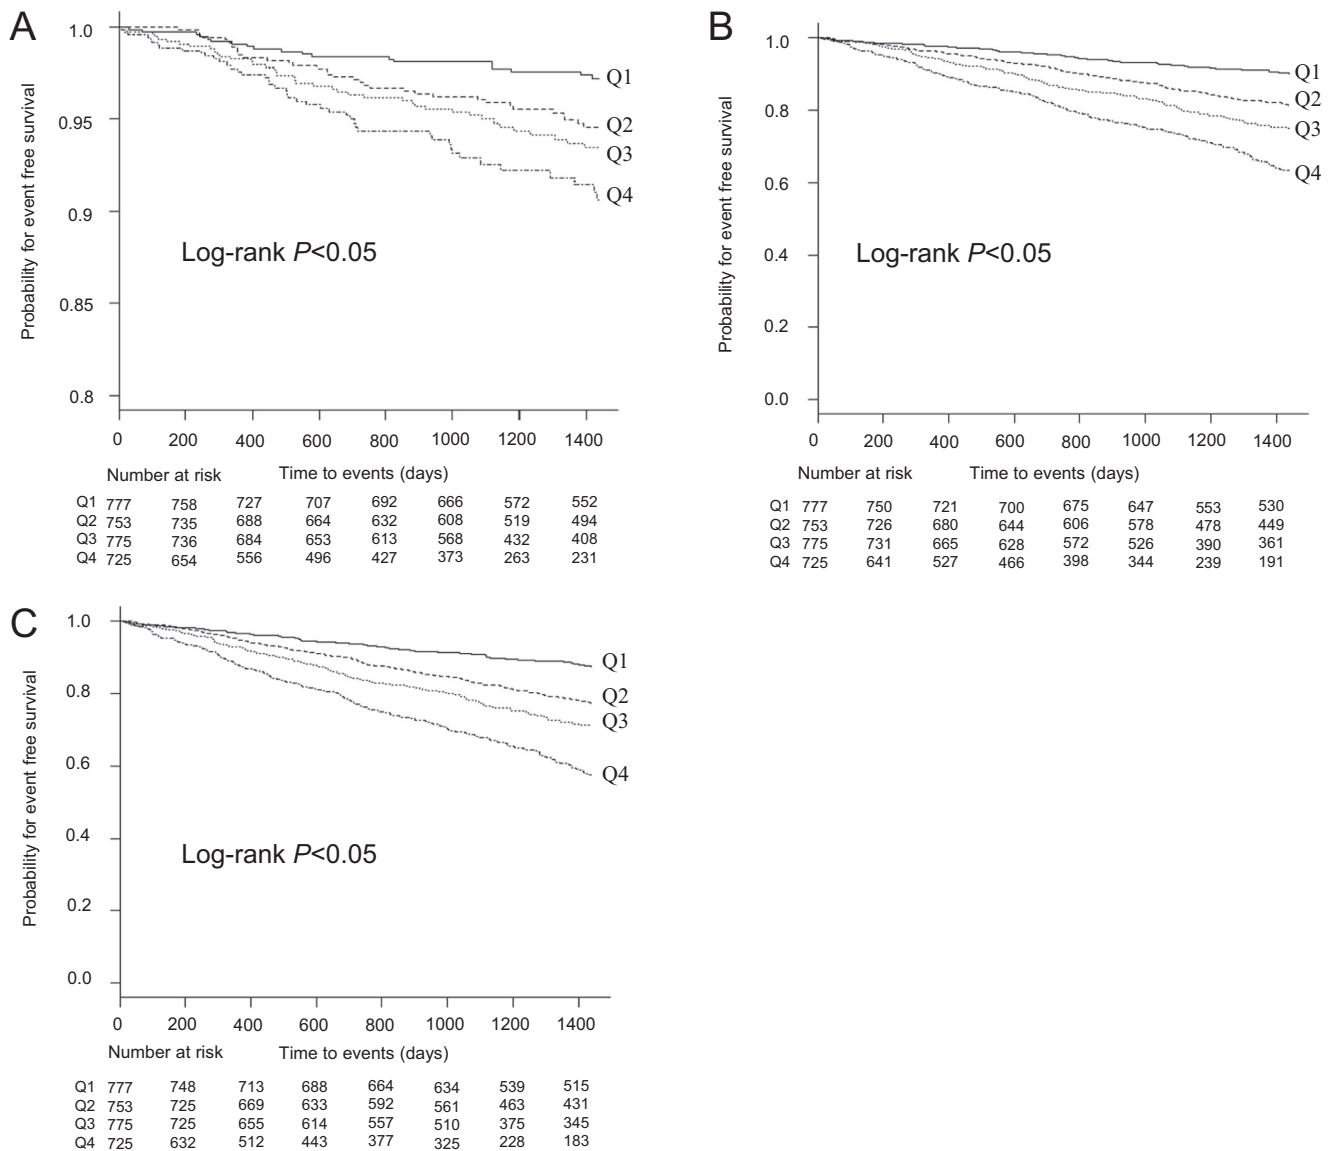 A
Probability for event free survival
1.0
0.95
0.9
0.85
0.8
Q1
Q2
Q3
Q4
Log-rank P<0.05
0 200 400 600 800 1000 1200 1400
Number at risk Time to events (days)
Q1 777 758 727 707 692 666 572 552
Q2 753 735 688 664 632 608 519 494
Q3 775 736 684 653 613 568 432 408
Q4 725 654 556 496 427 373 263 231
B
Probability for event free survival
1.0
0.8
0.6
0.4
0.2
0.0
Q1
Q2
Q3
Q4
Log-rank P<0.05
0 200 400 600 800 1000 1200 1400
Number at risk Time to events (days)
Q1 777 750 721 700 675 647 553 530
Q2 753 726 680 644 606 578 478 449
Q3 775 731 665 628 572 526 390 361
Q4 725 641 527 466 398 344 239 191
C
Probability for event free survival
1.0
0.8
0.6
0.4
0.2
0.0
Q1
Q2
Q3
Q4
Log-rank P<0.05
0 200 400 600 800 1000 1200 1400
Number at risk Time to events (days)
Q1 777 748 713 688 664 634 539 515
Q2 753 725 669 633 592 561 463 431
Q3 775 725 655 614 557 510 375 345
Q4 725 632 512 443 377 325 228 183